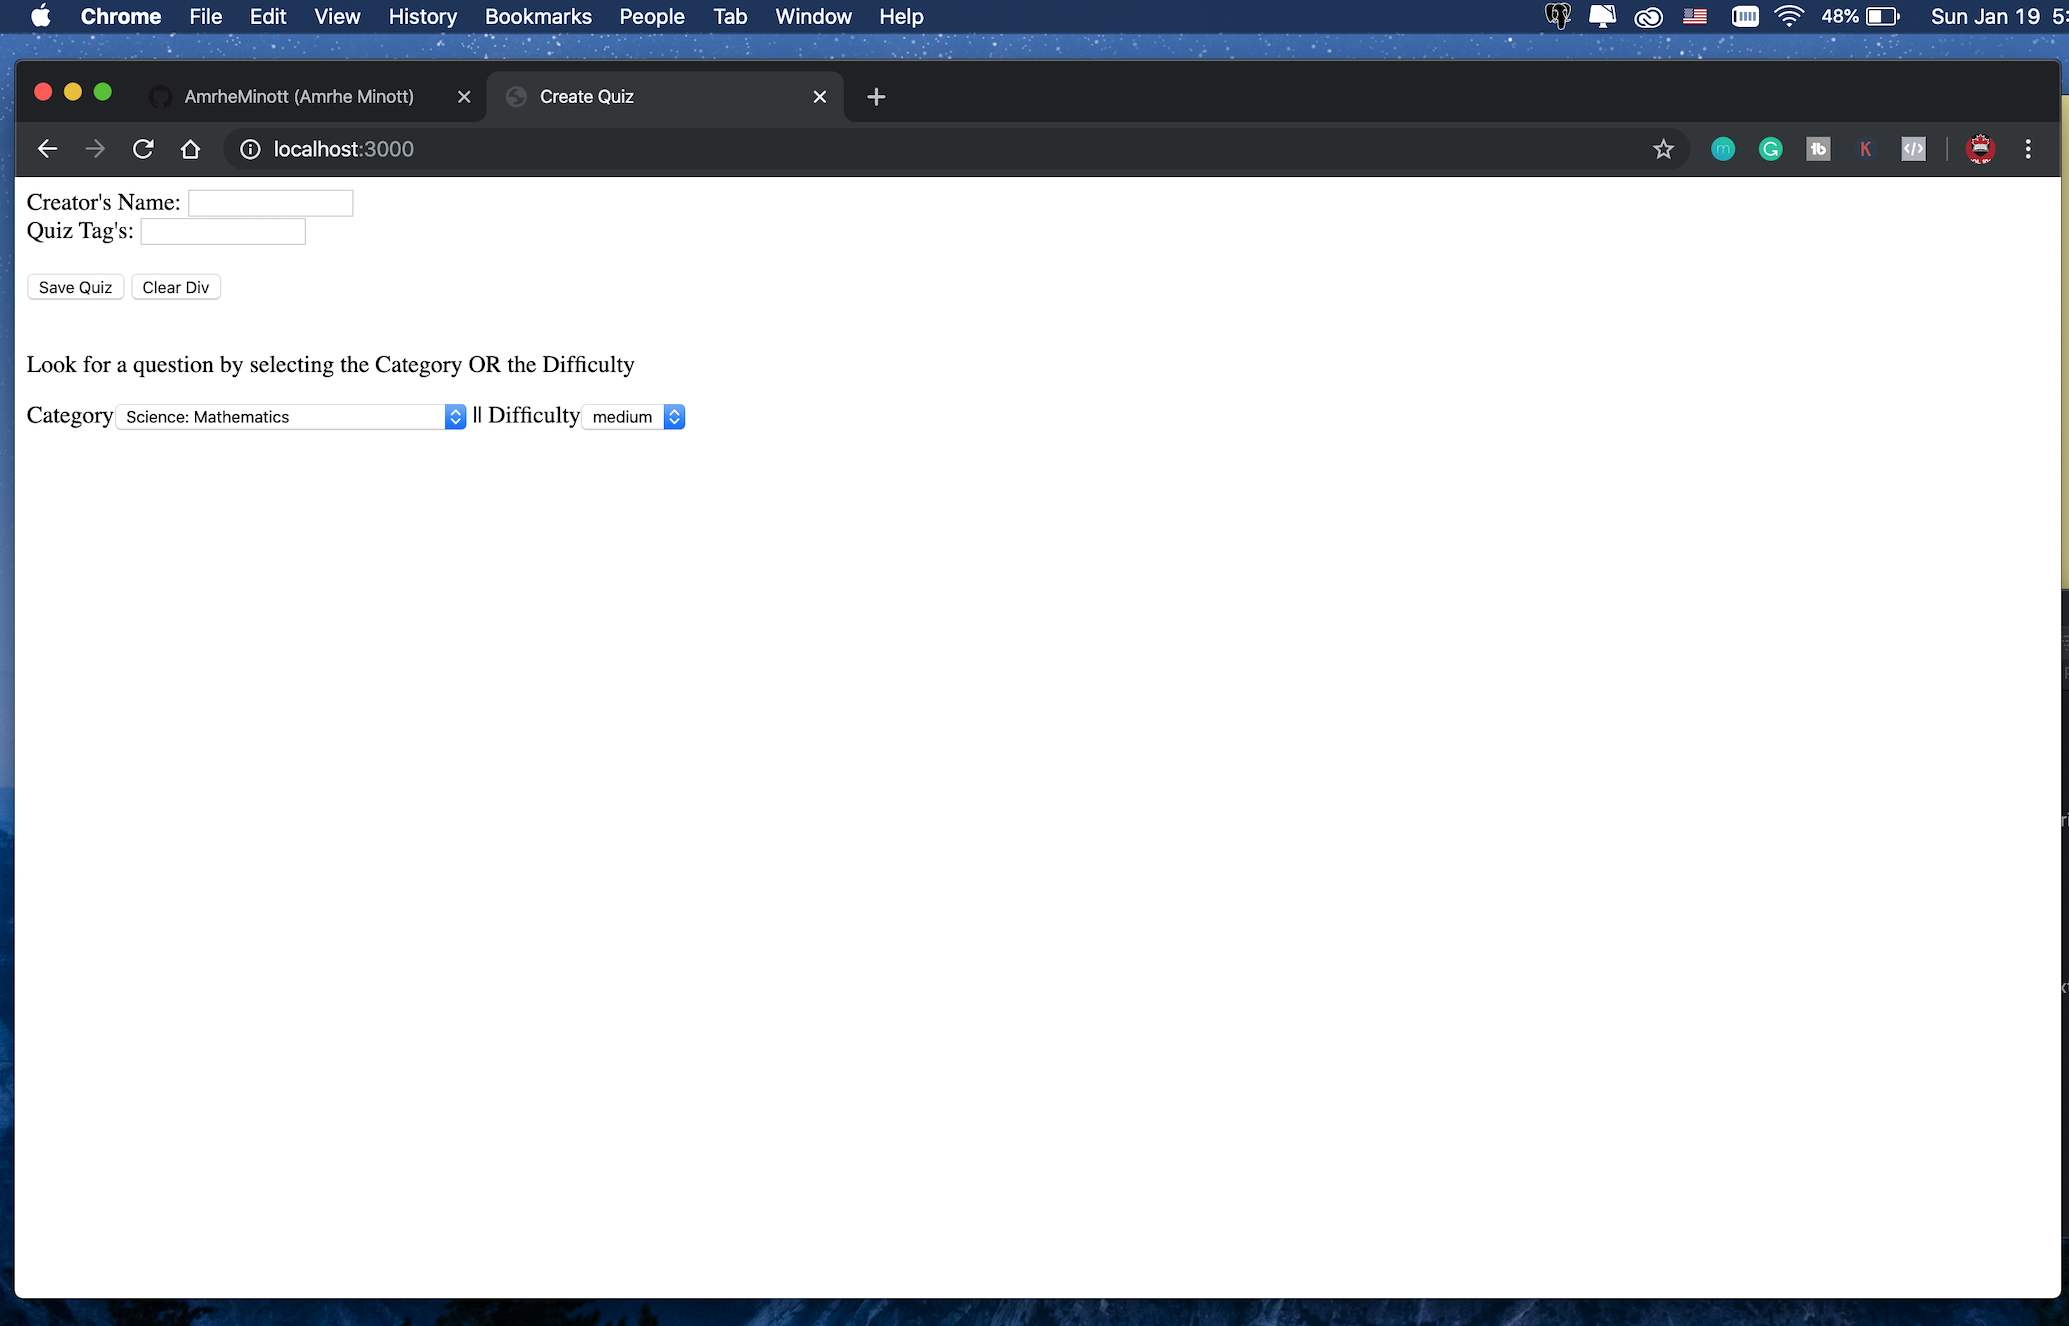 Chrome File Edit View History Bookmarks People Tab Window Help 48% Sun Jan 19 5:
AmrheMinott (Amrhe Minott) Create Quiz
localhost:3000 m G tb K </>
Creator's Name:
Quiz Tag's:
Save Quiz Clear Div
Look for a question by selecting the Category OR the Difficulty
Category Science: Mathematics || Difficulty medium